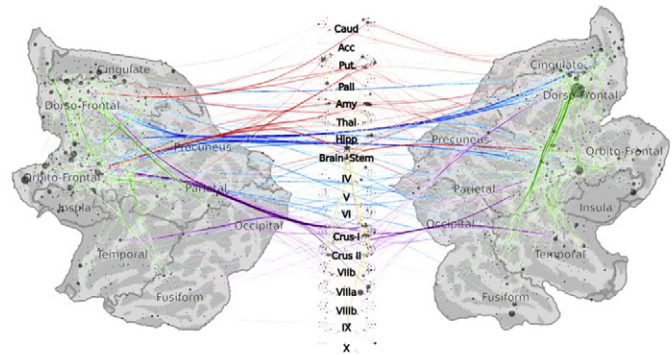 Caud
Acc
Put.
Pall
Amy
Thal
Hipp
Brain-Stem
IV
V
VI
Crus I
Crus II
VIIb
VIIIa
VIIIb
IX
X
Cingulate
Dorso-Frontal
Precuneus
Orbito-Frontal
Parietal
Insula
Occipital
Temporal
Fusiform
Cingulate
Dorso-Frontal
Precuneus
Orbito-Frontal
Parietal
Insula
Occipital
Temporal
Fusiform